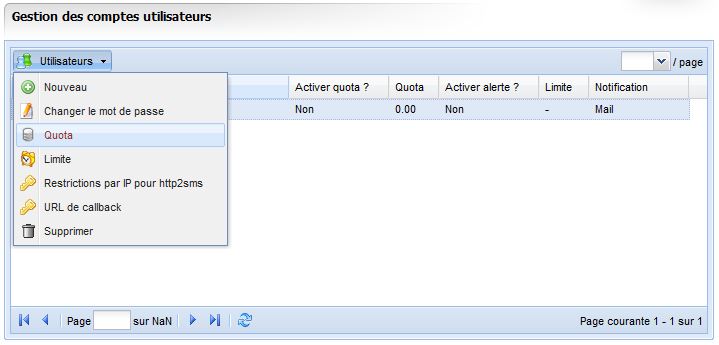 Gestion des comptes utilisateurs
Utilisateurs
/ page
Nouveau
Changer le mot de passe
Quota
Limite
Restrictions par IP pour http2sms
URL de callback
Supprimer
Activer quota ? Quota Activer alerte ? Limite Notification
Non 0.00 Non - Mail
Page sur NaN Page courante 1 - 1 sur 1